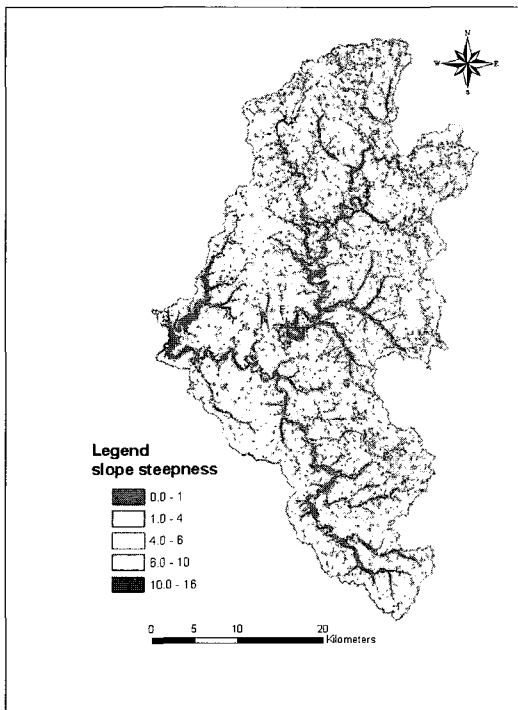 N
W E
S
Legend
slope steepness
0.0 - 1
1.0 - 4
4.0 - 6
6.0 - 10
10.0 - 16
0 5 10 20
Kilometers